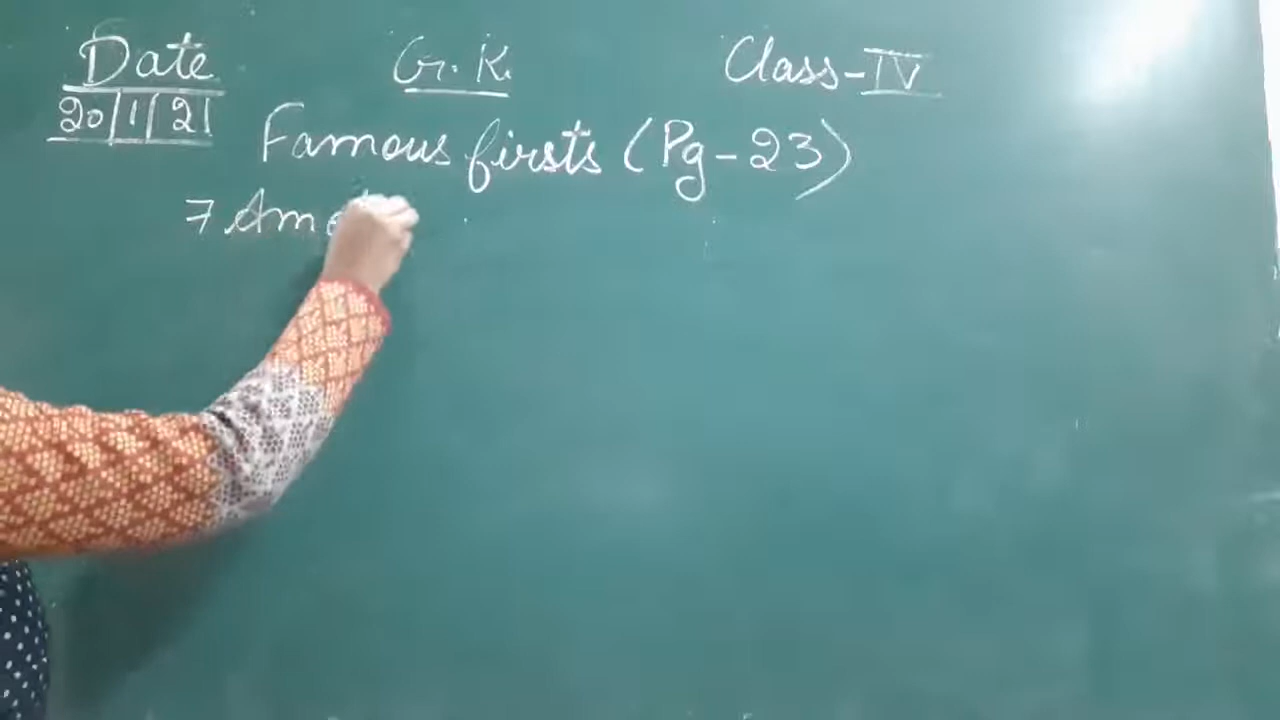 Date G.K. Class-IV
20/1/21
Famous firsts (Pg-23)
7